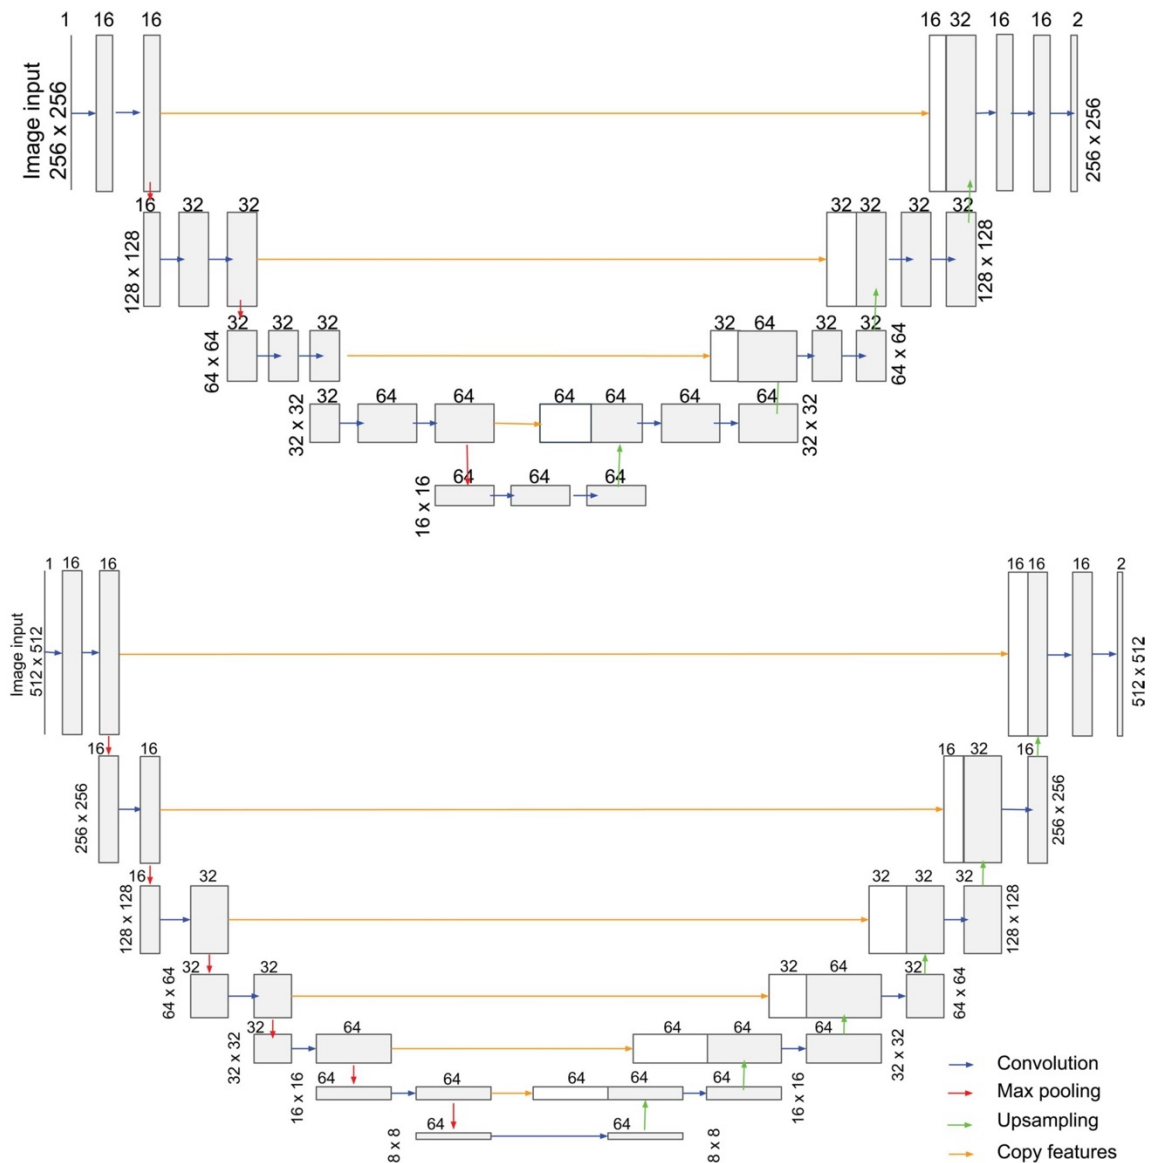 1 16 16 16 32 16 16 2
Image input
256 x 256
256 x 256
16 32 32 32 32 32 32
128 x 128
128 x 128
32 32 32 32 64 32 32
64 x 64
64 x 64
32 64 64 64 64 64 64
32 x 32
32 x 32
64 64 64
16 x 16
1 16 16 16 16 16 2
Image input
512 x 512
512 x 512
16 16 16 32 16
256 x 256
256 x 256
16 32 32 32 32
128 x 128
128 x 128
32 32 32 64 32
64 x 64
64 x 64
32 64 64 64 64
32 x 32
32 x 32
64 64 64 64 64
16 x 16
16 x 16
64 64
8 x 8
8 x 8
Convolution
Max pooling
Upsampling
Copy features